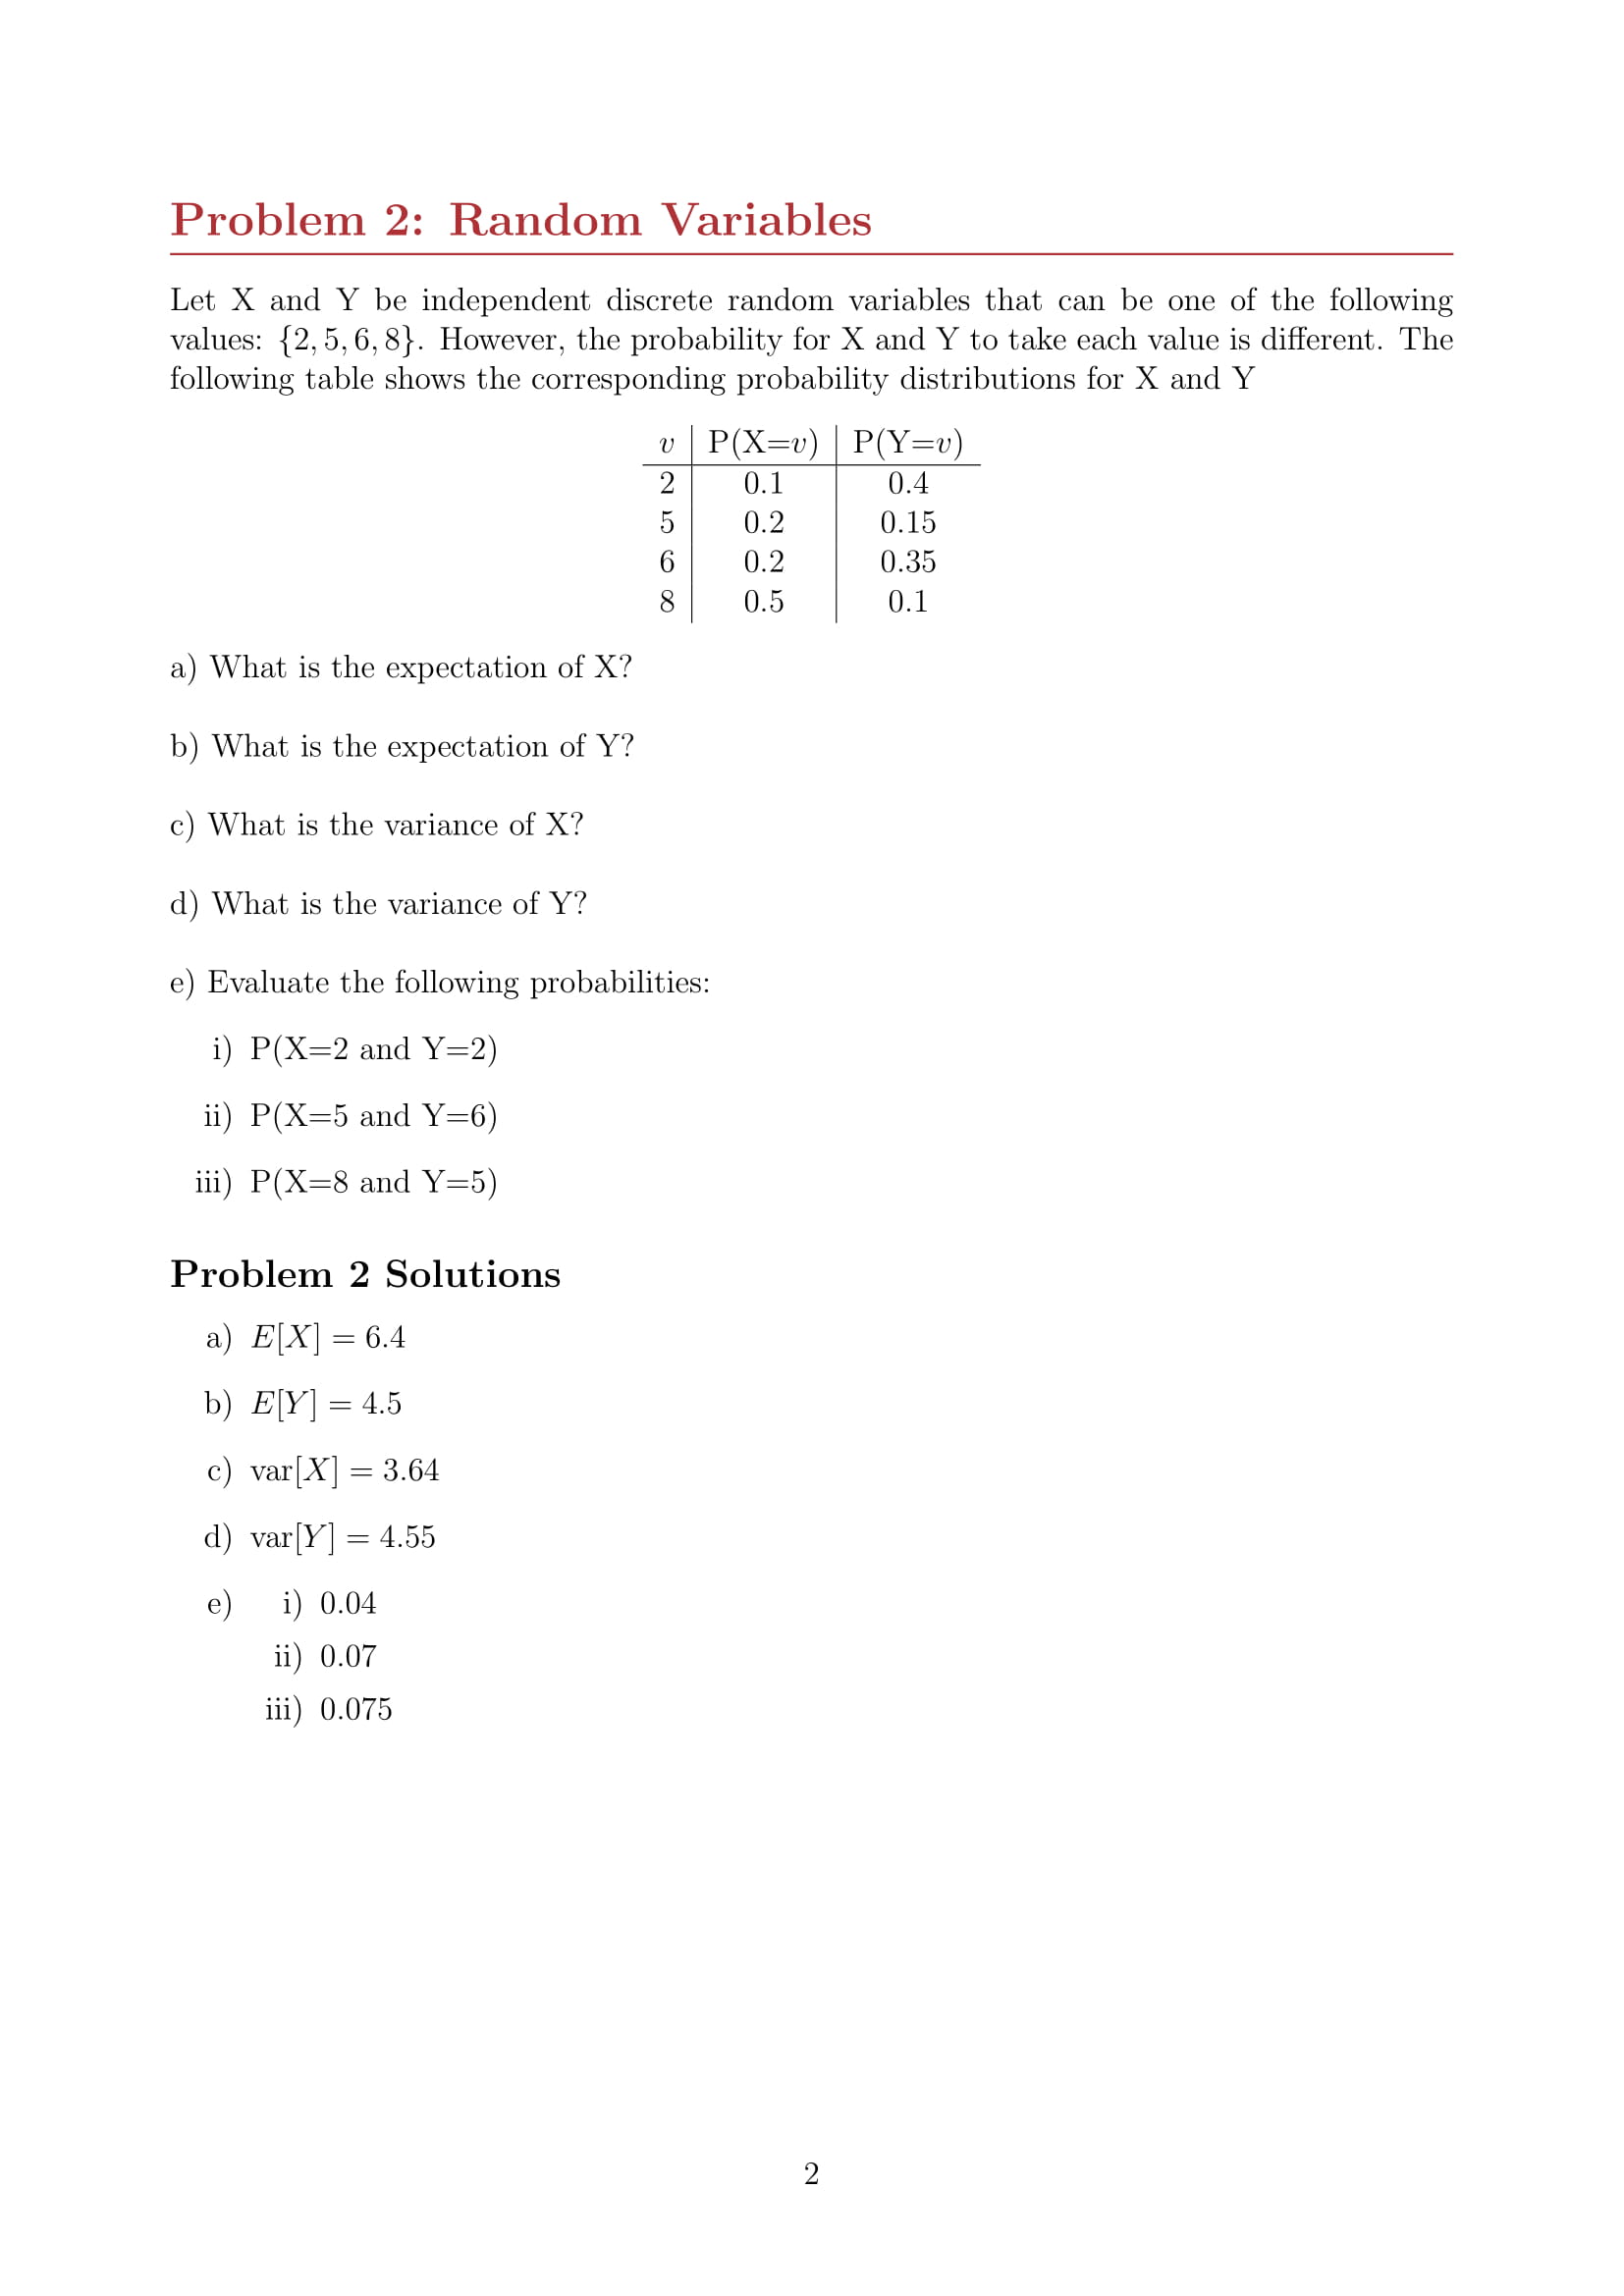 Problem 2: Random Variables
Let X and Y be independent discrete random variables that can be one of the following
values: {2, 5, 6, 8}. However, the probability for X and Y to take each value is different. The
following table shows the corresponding probability distributions for X and Y
v P(X=v) P(Y=v)
2 0.1 0.4
5 0.2 0.15
6 0.2 0.35
8 0.5 0.1
a) What is the expectation of X?
b) What is the expectation of Y?
c) What is the variance of X?
d) What is the variance of Y?
e) Evaluate the following probabilities:
i) P(X=2 and Y=2)
ii) P(X=5 and Y=6)
iii) P(X=8 and Y=5)
Problem 2 Solutions
a) E[X] = 6.4
b) E[Y] = 4.5
c) var[X] = 3.64
d) var[Y] = 4.55
e) i) 0.04
ii) 0.07
iii) 0.075
2